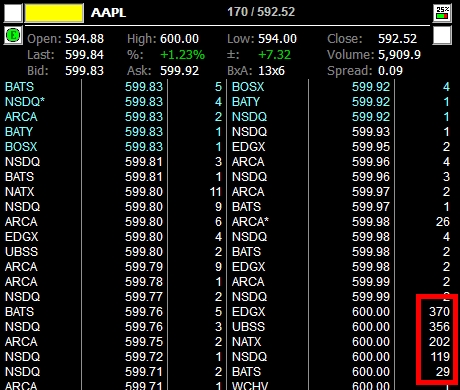 AAPL 170 / 592.52 25%
E Open: 594.88 High: 600.00 Low: 594.00 Close: 592.52
Last: 599.84 %: +1.23% ±: +7.32 Volume: 5,909.9
Bid: 599.83 Ask: 599.92 BxA: 13x6 Spread: 0.09
BATS 599.83 5 BOSX 599.92 4
NSDQ* 599.83 4 BATY 599.92 1
ARCA 599.83 2 NSDQ 599.92 1
BATY 599.83 1 NSDQ 599.93 1
BOSX 599.83 1 EDGX 599.95 2
NSDQ 599.81 3 ARCA 599.96 4
BATS 599.81 1 NSDQ 599.96 3
NATX 599.80 11 ARCA 599.97 2
NSDQ 599.80 9 BATS 599.97 1
ARCA 599.80 6 ARCA* 599.98 26
EDGX 599.80 4 NSDQ 599.98 4
UBSS 599.80 2 BATS 599.98 2
ARCA 599.79 9 EDGX 599.98 2
ARCA 599.78 2 ARCA 599.99 2
NSDQ 599.77 2 NSDQ 599.99 2
BATS 599.76 5 EDGX 600.00 370
NSDQ 599.76 3 UBSS 600.00 356
ARCA 599.75 2 NATX 600.00 202
NSDQ 599.72 1 NSDQ 600.00 119
ARCA 599.71 1 BATS 600.00 29